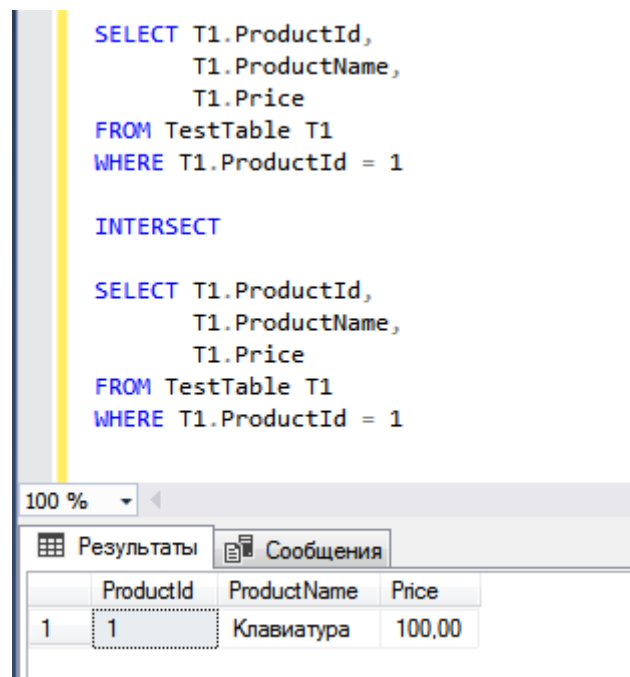 SELECT T1.ProductId,
T1.ProductName,
T1.Price
FROM TestTable T1
WHERE T1.ProductId = 1
INTERSECT
SELECT T1.ProductId,
T1.ProductName,
T1.Price
FROM TestTable T1
WHERE T1.ProductId = 1
100 %
Результаты Сообщения
ProductId ProductName Price
1 1 Клавиатура 100,00